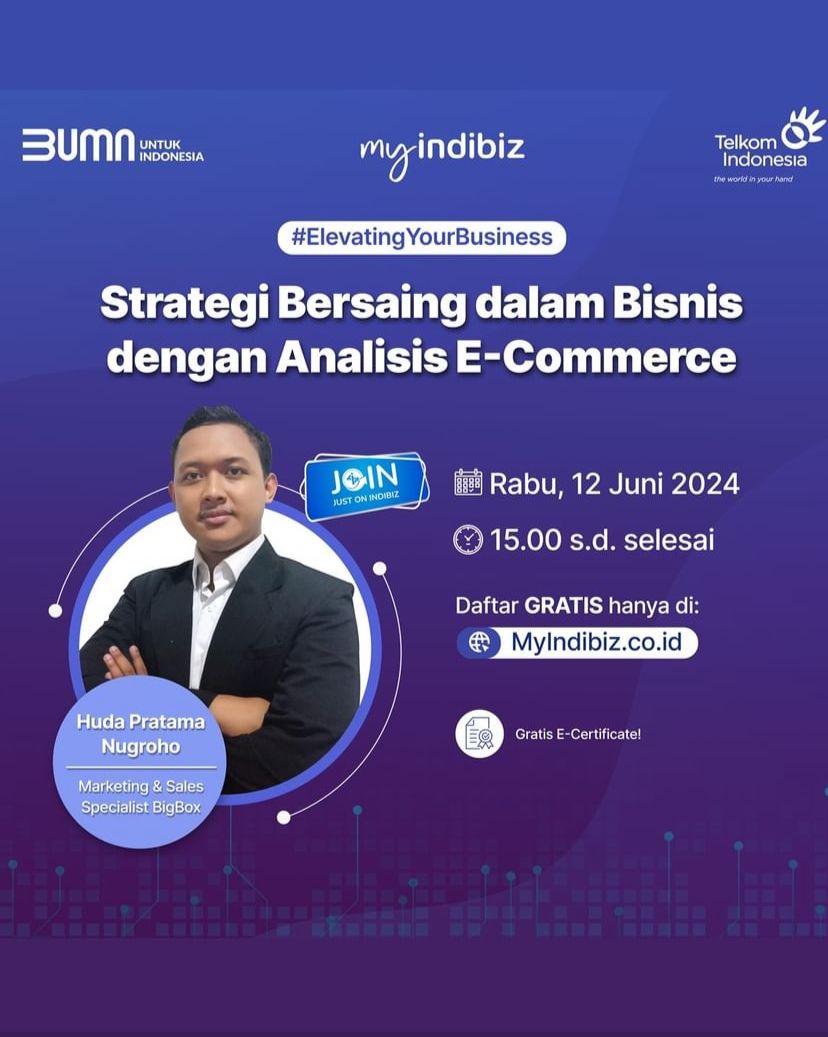 BUMN UNTUK
INDONESIA
myindibiz
Telkom
Indonesia
the world in your hand
#ElevatingYourBusiness
Strategi Bersaing dalam Bisnis
dengan Analisis E-Commerce
JOIN
JUST ON INDIBIZ
Rabu, 12 Juni 2024
15.00 s.d. selesai
Daftar GRATIS hanya di:
MyIndibiz.co.id
Gratis E-Certificate!
Huda Pratama
Nugroho
Marketing & Sales
Specialist BigBox